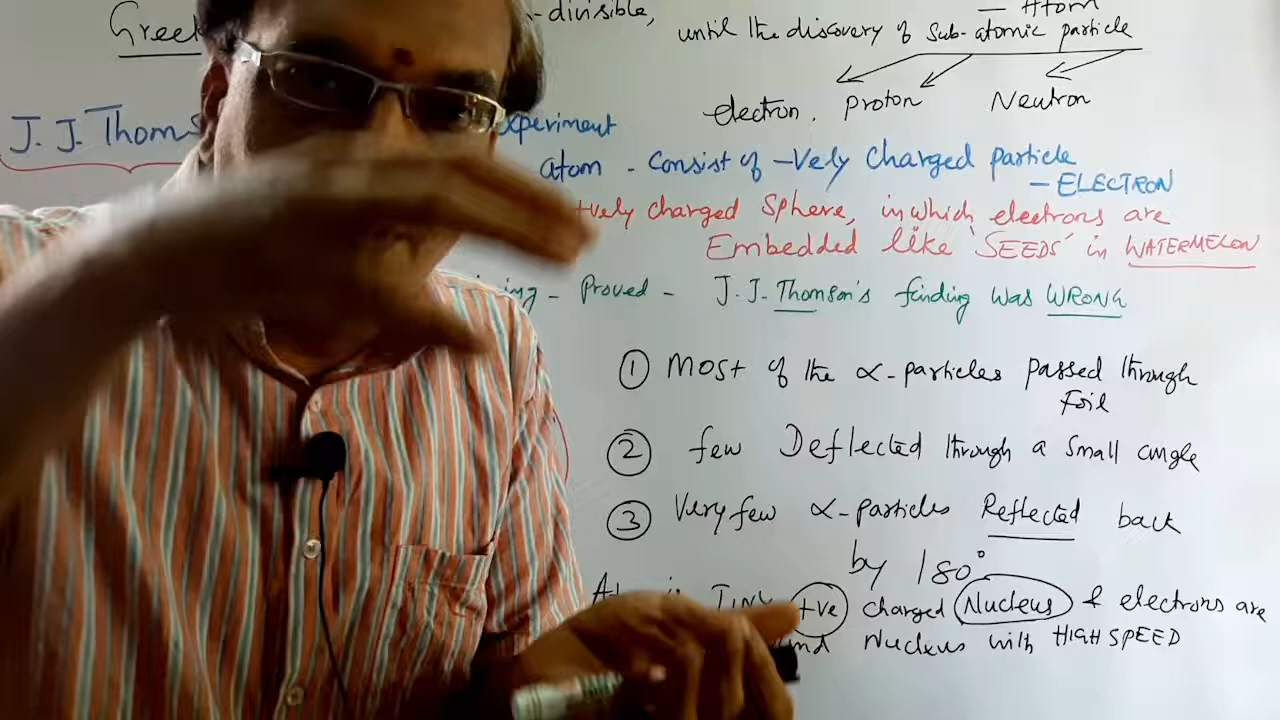 Greek
-divisible,
- Atom
until the discovery of Sub-atomic particle
electron, Proton Neutron
J. J. Thoms
experiment
atom - Consist of -vely charged particle
- ELECTRON
+vely charged Sphere, in which electrons are
Embedded like 'SEEDS' in WATERMELON
- Proved - J.J. Thomson's finding was WRONG
① Most of the α-particles passed through
foil
② few Deflected through a small angle
③ Very few α-particles Reflected back
by 180°
+ve charged Nucleus & electrons are
Nucleus with HIGH SPEED